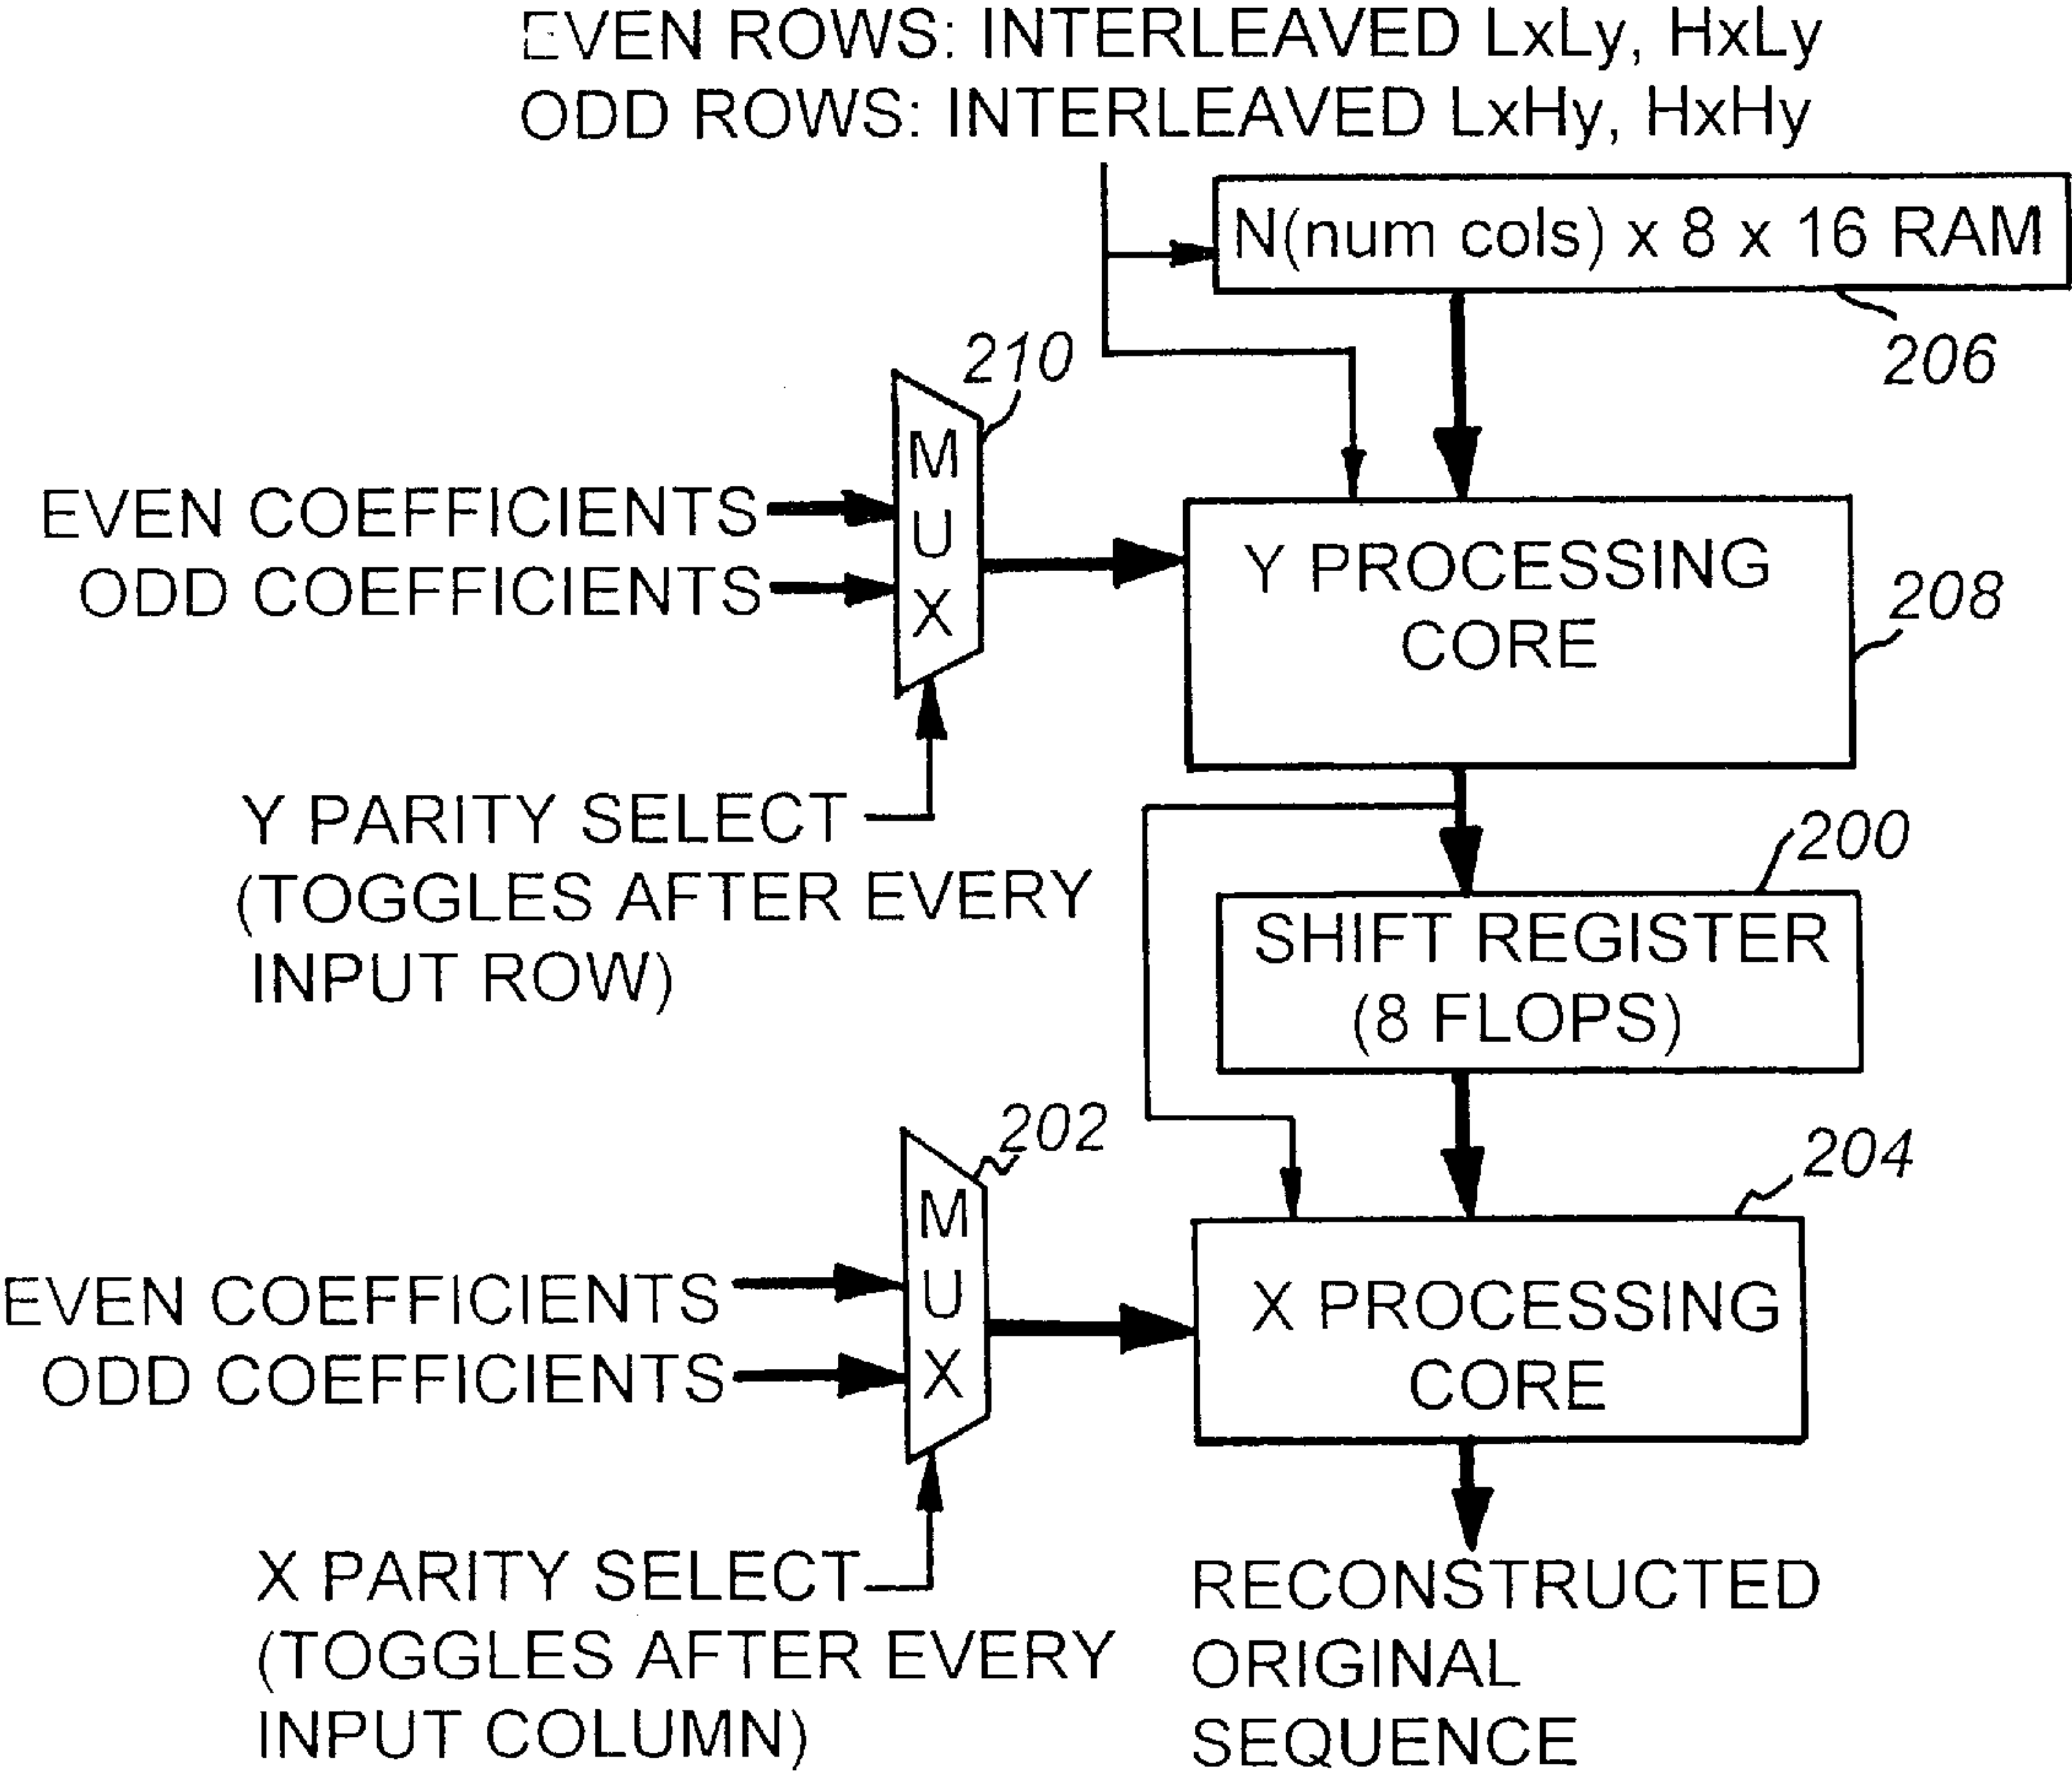 EVEN ROWS: INTERLEAVED LxLy, HxLy
ODD ROWS: INTERLEAVED LxHy, HxHy
N(num cols) x 8 x 16 RAM
206
210
MUX
EVEN COEFFICIENTS
ODD COEFFICIENTS
Y PROCESSING
CORE
208
Y PARITY SELECT
(TOGGLES AFTER EVERY
INPUT ROW)
200
SHIFT REGISTER
(8 FLOPS)
202
MUX
204
EVEN COEFFICIENTS
ODD COEFFICIENTS
X PROCESSING
CORE
X PARITY SELECT
(TOGGLES AFTER EVERY
INPUT COLUMN)
RECONSTRUCTED
ORIGINAL
SEQUENCE